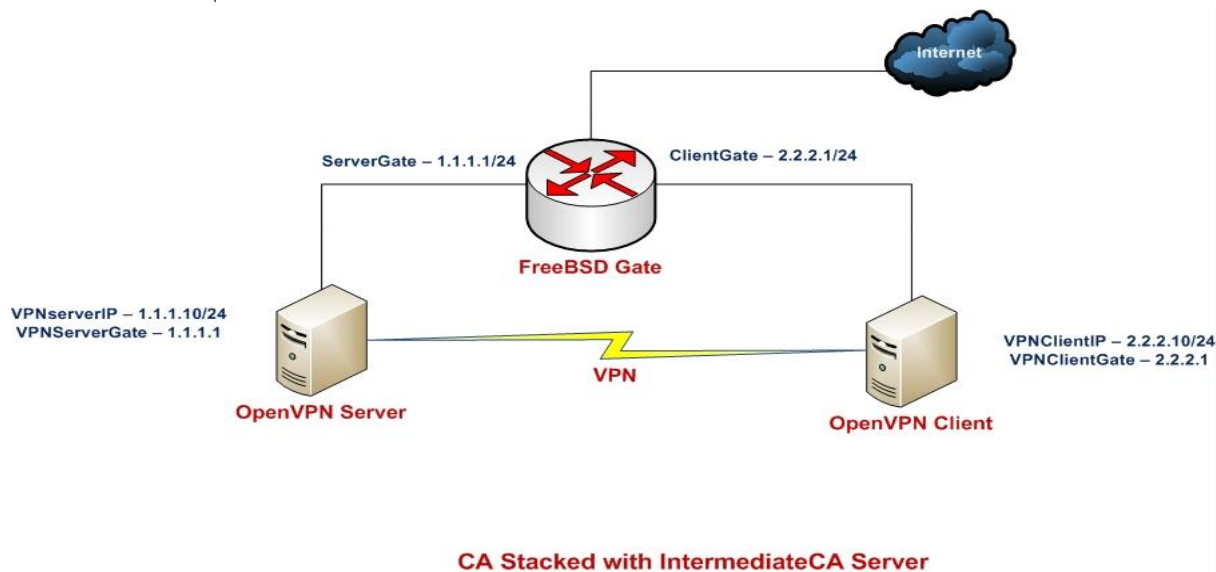 Internet
ServerGate – 1.1.1.1/24
ClientGate – 2.2.2.1/24
FreeBSD Gate
VPNserverIP – 1.1.1.10/24
VPNServerGate – 1.1.1.1
VPNClientIP – 2.2.2.10/24
VPNClientGate – 2.2.2.1
VPN
OpenVPN Server
OpenVPN Client
CA Stacked with IntermediateCA Server